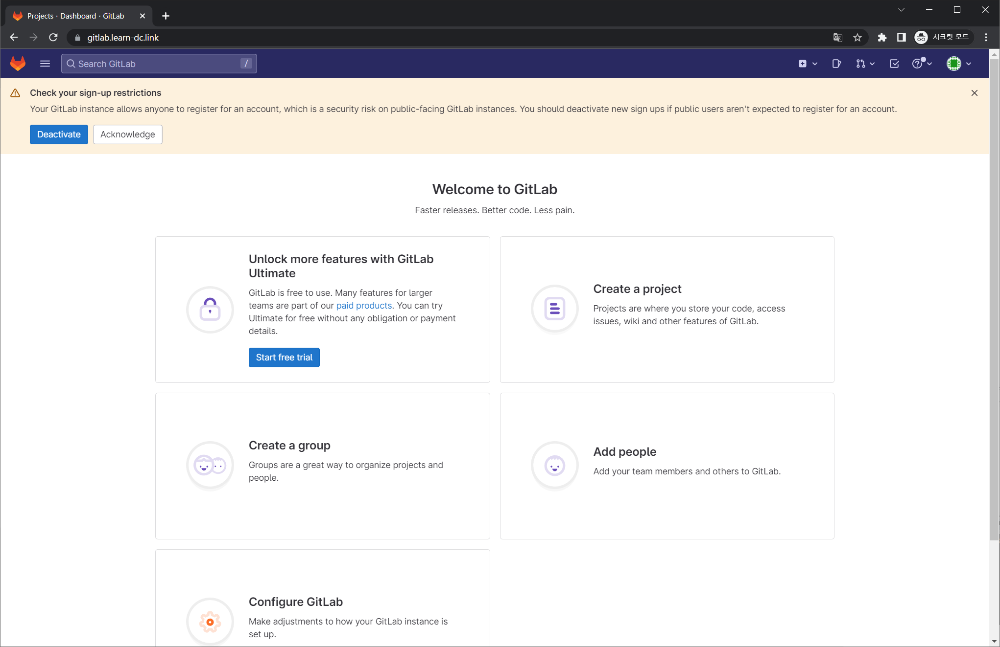 Projects · Dashboard · GitLab
gitlab.learn-dc.link
시크릿 모드
Search GitLab
/
Check your sign-up restrictions
Your GitLab instance allows anyone to register for an account, which is a security risk on public-facing GitLab instances. You should deactivate new sign ups if public users aren't expected to register for an account.
Deactivate
Acknowledge
Welcome to GitLab
Faster releases. Better code. Less pain.
Unlock more features with GitLab
Ultimate
GitLab is free to use. Many features for larger
teams are part of our paid products. You can try
Ultimate for free without any obligation or payment
details.
Start free trial
Create a project
Projects are where you store your code, access
issues, wiki and other features of GitLab.
Create a group
Groups are a great way to organize projects and
people.
Add people
Add your team members and others to GitLab.
Configure GitLab
Make adjustments to how your GitLab instance is
set up.